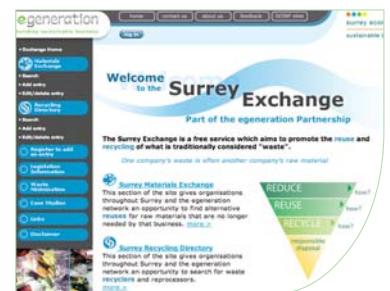 egeneration
building sustainable business
home
contact us
about us
feedback
log in
surrey
sustainable
Exchange Home
Materials
Exchange
Search
Add entry
Edit/delete entry
Recycling
Directory
Search
Add entry
Edit/delete entry
Register to add
an entry
Legislation
Information
Waste
Minimisation
Case Studies
Links
Disclaimer
Welcome
to the
Surrey
Exchange
Part of the egeneration Partnership
The Surrey Exchange is a free service which aims to promote the reuse and
recycling of what is traditionally considered "waste".
One company's waste is often another company's raw material
Surrey Materials Exchange
This section of the site gives organisations
throughout Surrey and the egeneration
network an opportunity to find alternative
reuses for raw materials that are no longer
needed by that business. more >
Surrey Recycling Directory
This section of the site gives organisations
throughout Surrey and the egeneration
network an opportunity to search for waste
recyclers and reprocessors.
more >
REDUCE
how?
REUSE
how?
RECYCLE
how?
responsible
disposal